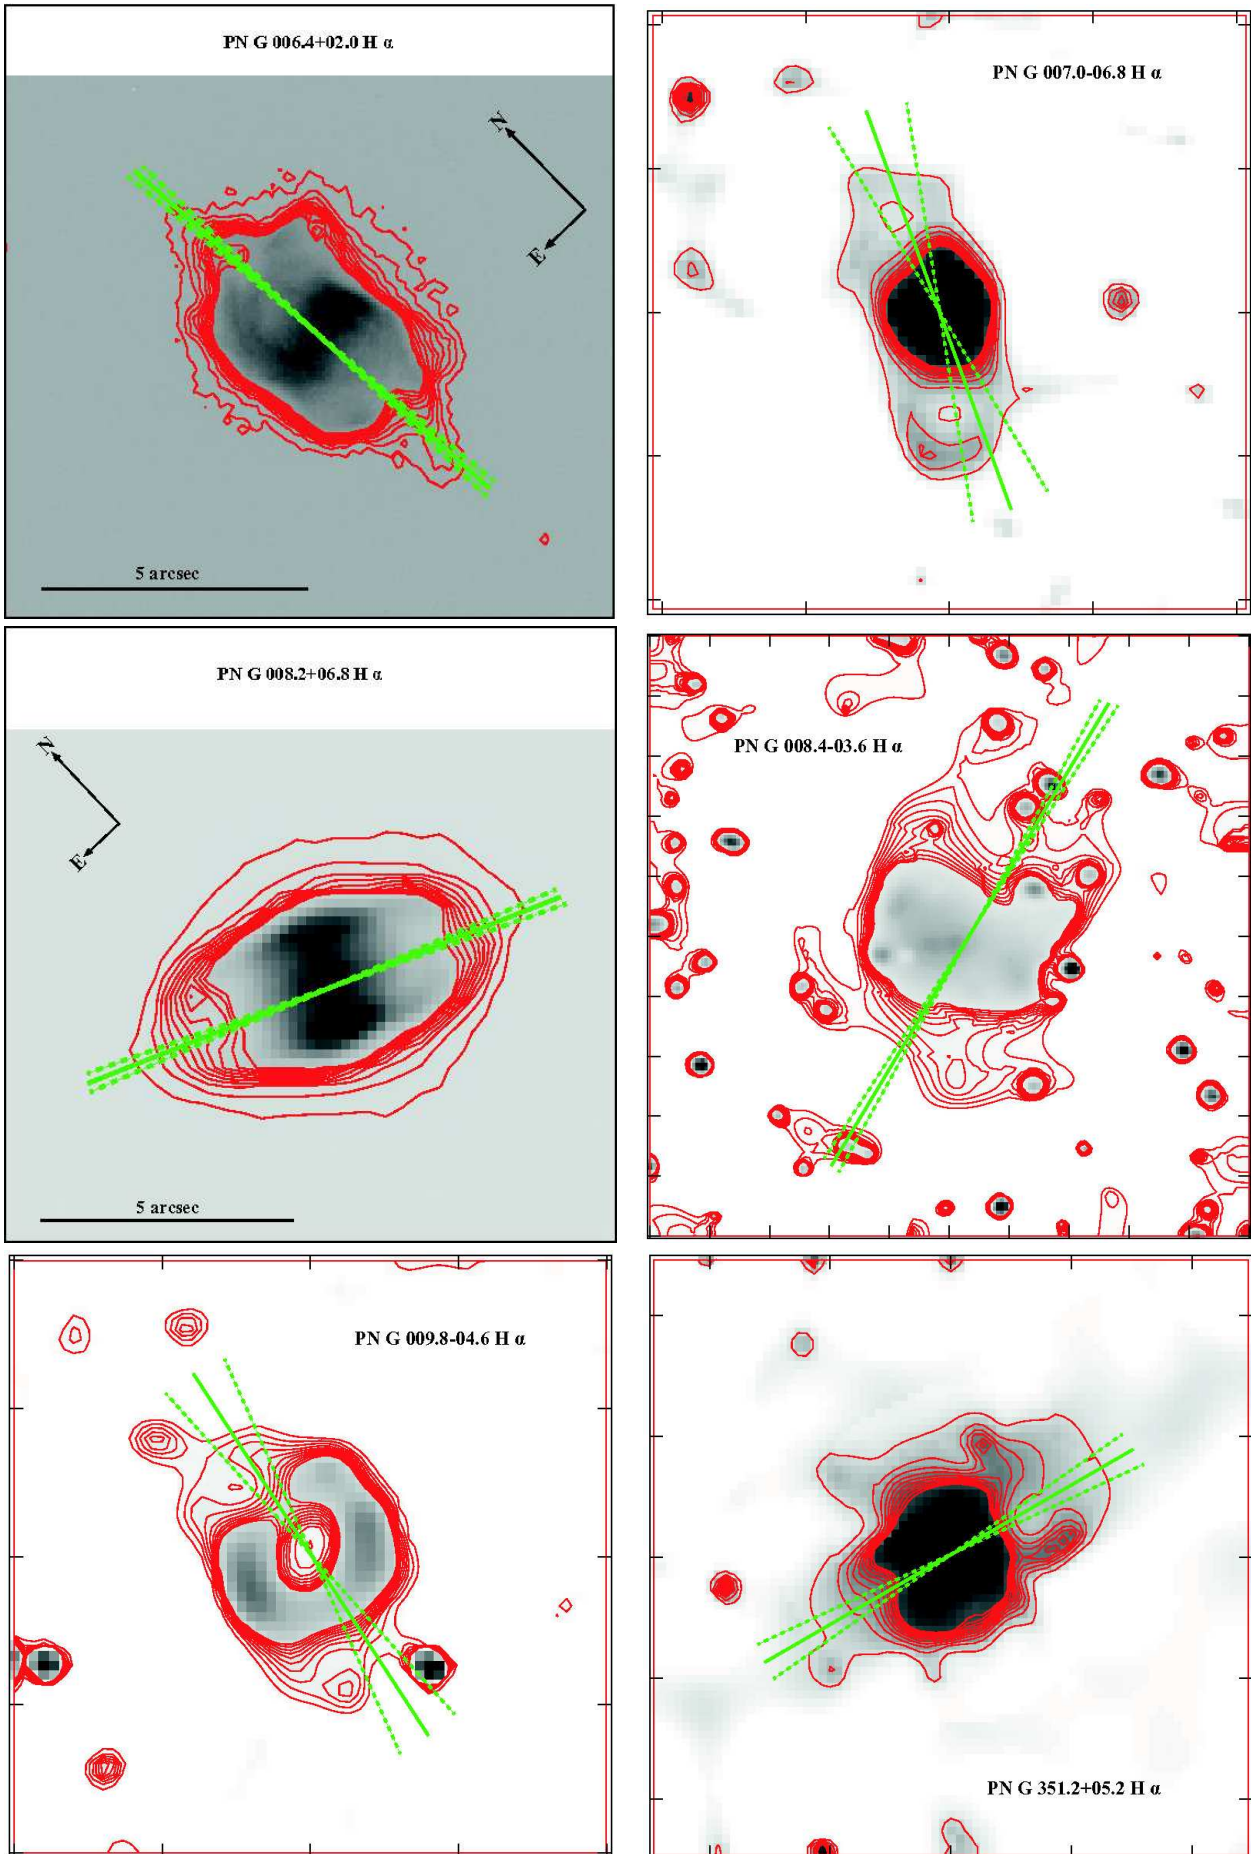 PN G 006.4+02.0 H α
N
E
5 arcsec
PN G 007.0-06.8 H α
PN G 008.2+06.8 H α
N
E
5 arcsec
PN G 008.4-03.6 H α
PN G 009.8-04.6 H α
PN G 351.2+05.2 H α